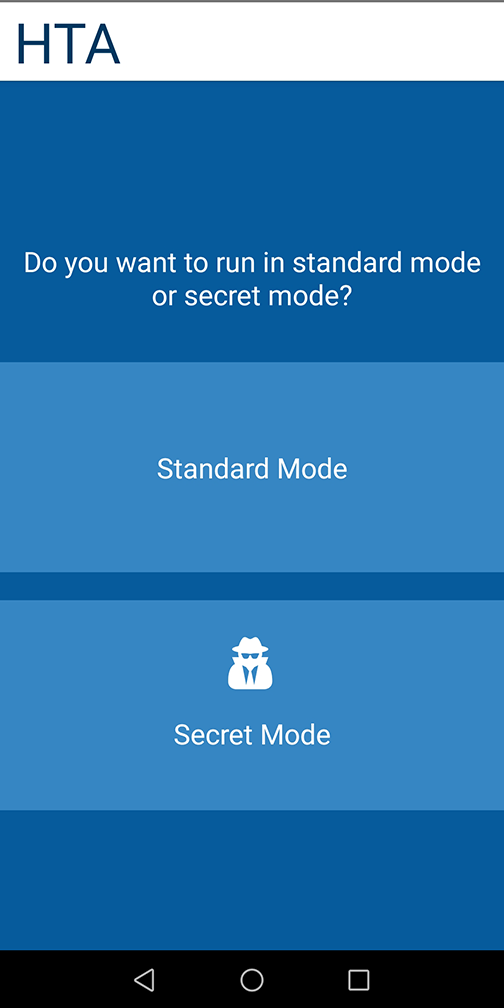 HTA
Do you want to run in standard mode
or secret mode?
Standard Mode
Secret Mode